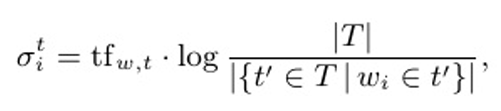 σ_i^t = tf_{w,t} · log |T| / |{t′ ∈ T | w_i ∈ t′}|,